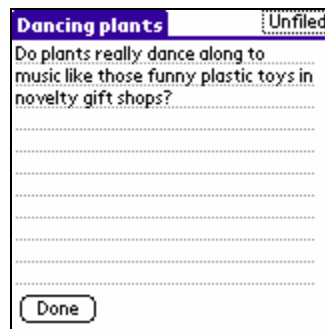 Dancing plants
Unfiled
Do plants really dance along to
music like those funny plastic toys in
novelty gift shops?
Done